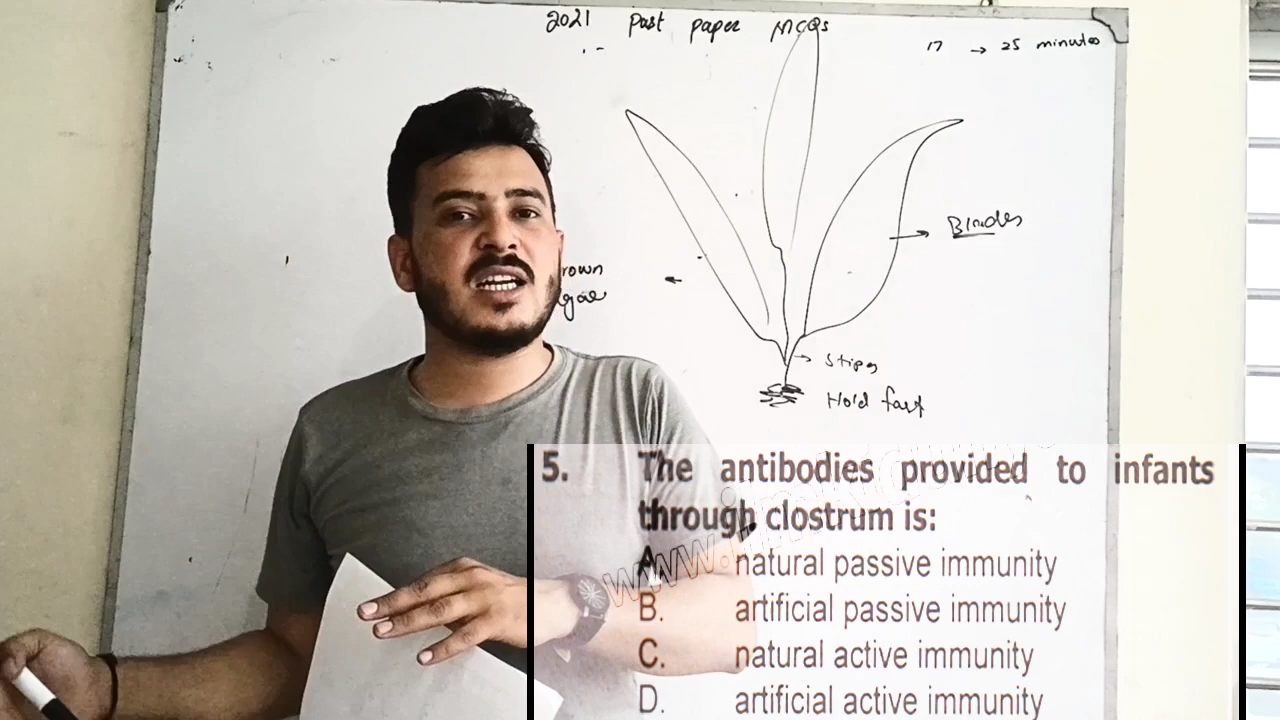 2021 Past paper MCQs
17 → 25 minutes
Blades
rown
gae
Stipes
Hold fast
5. The antibodies provided to infants
through clostrum is:
A. natural passive immunity
B. artificial passive immunity
C. natural active immunity
D. artificial active immunity